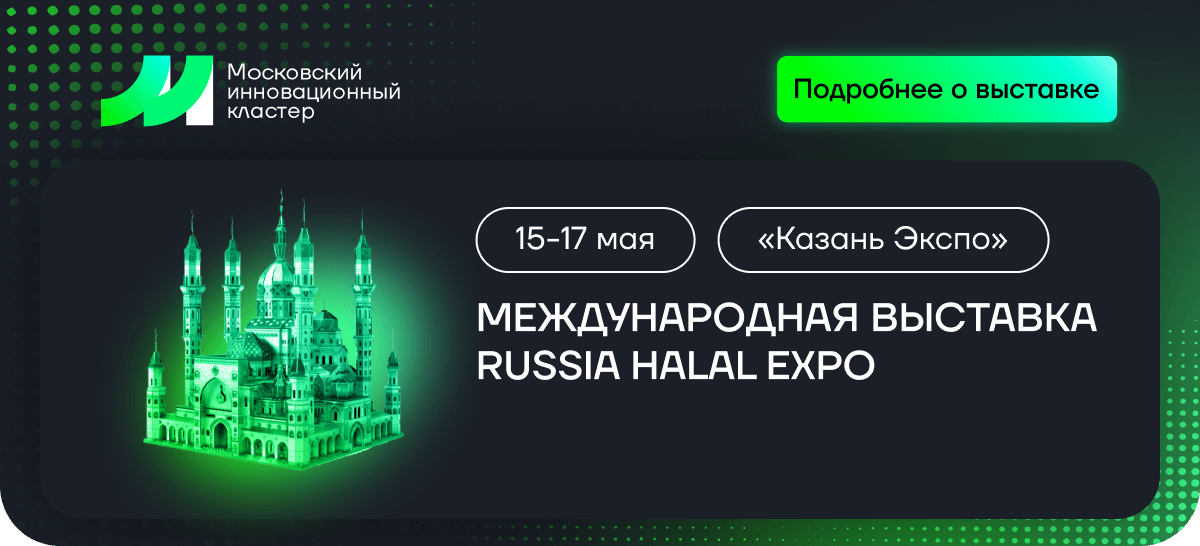 Московский
инновационный
кластер
Подробнее о выставке
15-17 мая
«Казань Экспо»
МЕЖДУНАРОДНАЯ ВЫСТАВКА
RUSSIA HALAL EXPO